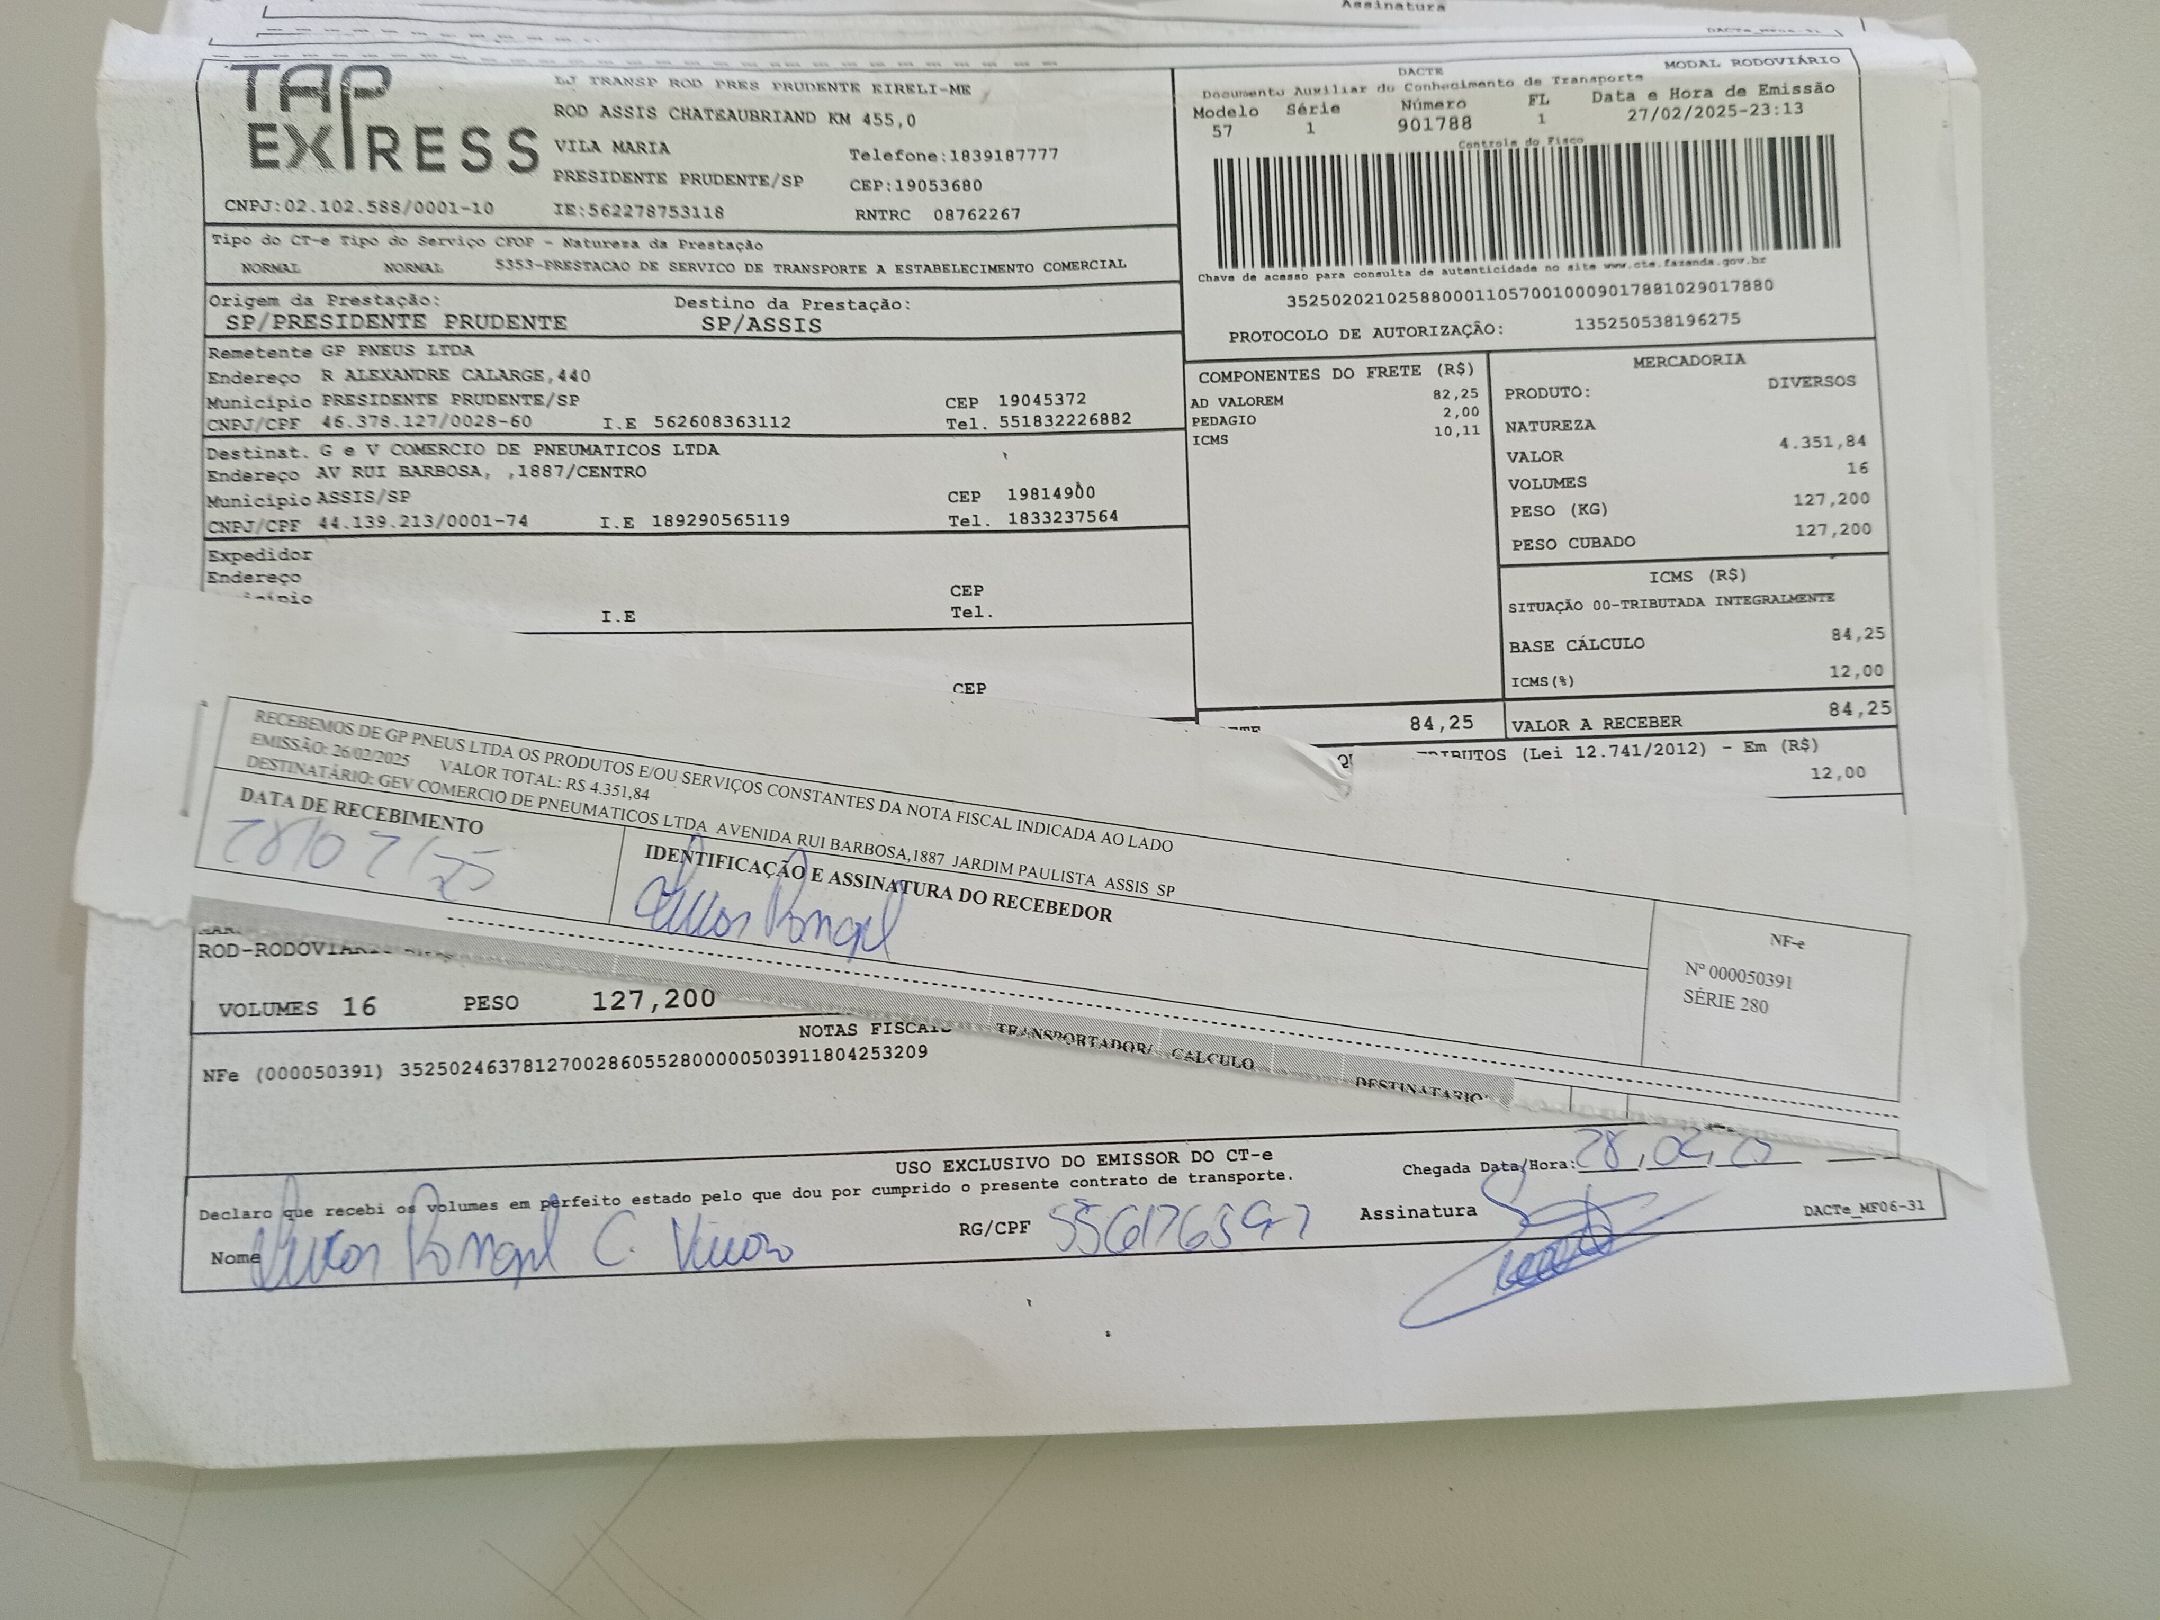 Assinatura
TAP EXPRESS
LJ TRANSP ROD PRES PRUDENTE EIRELI-ME
ROD ASSIS CHATEAUBRIAND KM 455,0
VILA MARIA Telefone:1839187777
PRESIDENTE PRUDENTE/SP CEP:19053680
CNPJ:02.102.588/0001-10 IE:562278753118 RNTRC 08762267
DACTE MODAL RODOVIÁRIO
Documento Auxiliar do Conhecimento de Transporte
Modelo Série Número FL Data e Hora de Emissão
57 1 901788 1 27/02/2025-23:13
Controle do Fisco
Chave de acesso para consulta de autenticidade no site www.cte.fazenda.gov.br
35250202102588000110570010009017881029017880
PROTOCOLO DE AUTORIZAÇÃO: 135250538196275
Tipo do CT-e Tipo do Serviço CFOP - Natureza da Prestação
NORMAL NORMAL 5353-PRESTACAO DE SERVICO DE TRANSPORTE A ESTABELECIMENTO COMERCIAL
Origem da Prestação: Destino da Prestação:
SP/PRESIDENTE PRUDENTE SP/ASSIS
Remetente GP PNEUS LTDA
Endereço R ALEXANDRE CALARGE,440
Município PRESIDENTE PRUDENTE/SP CEP 19045372
CNPJ/CPF 46.378.127/0028-60 I.E 562608363112 Tel. 551832226882
Destinat. G e V COMERCIO DE PNEUMATICOS LTDA
Endereço AV RUI BARBOSA, ,1887/CENTRO
Município ASSIS/SP CEP 19814900
CNPJ/CPF 44.139.213/0001-74 I.E 189290565119 Tel. 1833237564
Expedidor
Endereço
CEP
I.E Tel.
CEP
COMPONENTES DO FRETE (R$)
AD VALOREM 82,25
PEDAGIO 2,00
ICMS 10,11
MERCADORIA
PRODUTO: DIVERSOS
NATUREZA
VALOR 4.351,84
VOLUMES 16
PESO (KG) 127,200
PESO CUBADO 127,200
ICMS (R$)
SITUAÇÃO 00-TRIBUTADA INTEGRALMENTE
BASE CÁLCULO 84,25
ICMS(%) 12,00
84,25 VALOR A RECEBER 84,25
(Lei 12.741/2012) - Em (R$)
12,00
RECEBEMOS DE GP PNEUS LTDA OS PRODUTOS E/OU SERVIÇOS CONSTANTES DA NOTA FISCAL INDICADA AO LADO
EMISSÃO: 26/02/2025 VALOR TOTAL: R$ 4.351,84
DESTINATÁRIO: GEV COMERCIO DE PNEUMATICOS LTDA AVENIDA RUI BARBOSA,1887 JARDIM PAULISTA ASSIS SP
DATA DE RECEBIMENTO IDENTIFICAÇÃO E ASSINATURA DO RECEBEDOR
28/02/25
NF-e
Nº 000050391
SÉRIE 280
VOLUMES 16 PESO 127,200
NOTAS FISCAIS
TRANSPORTADOR/ CALCULO
NFe (000050391) 35250246378127002860552800000503911804253209
USO EXCLUSIVO DO EMISSOR DO CT-e
Chegada Data/Hora: 28,02,25
Declaro que recebi os volumes em perfeito estado pelo que dou por cumprido o presente contrato de transporte.
Nome RG/CPF Assinatura
DACTe_MF06-31